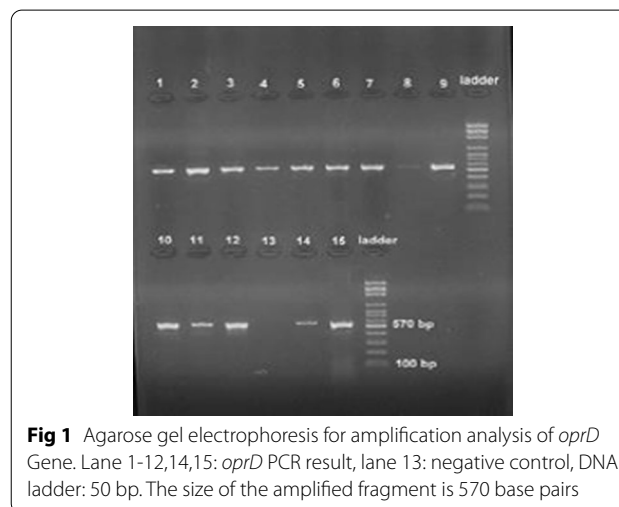 1 2 3 4 5 6 7 8 9 ladder
10 11 12 13 14 15 ladder
570 bp
100 bp
Fig 1 Agarose gel electrophoresis for amplification analysis of oprD
Gene. Lane 1-12,14,15: oprD PCR result, lane 13: negative control, DNA
ladder: 50 bp. The size of the amplified fragment is 570 base pairs